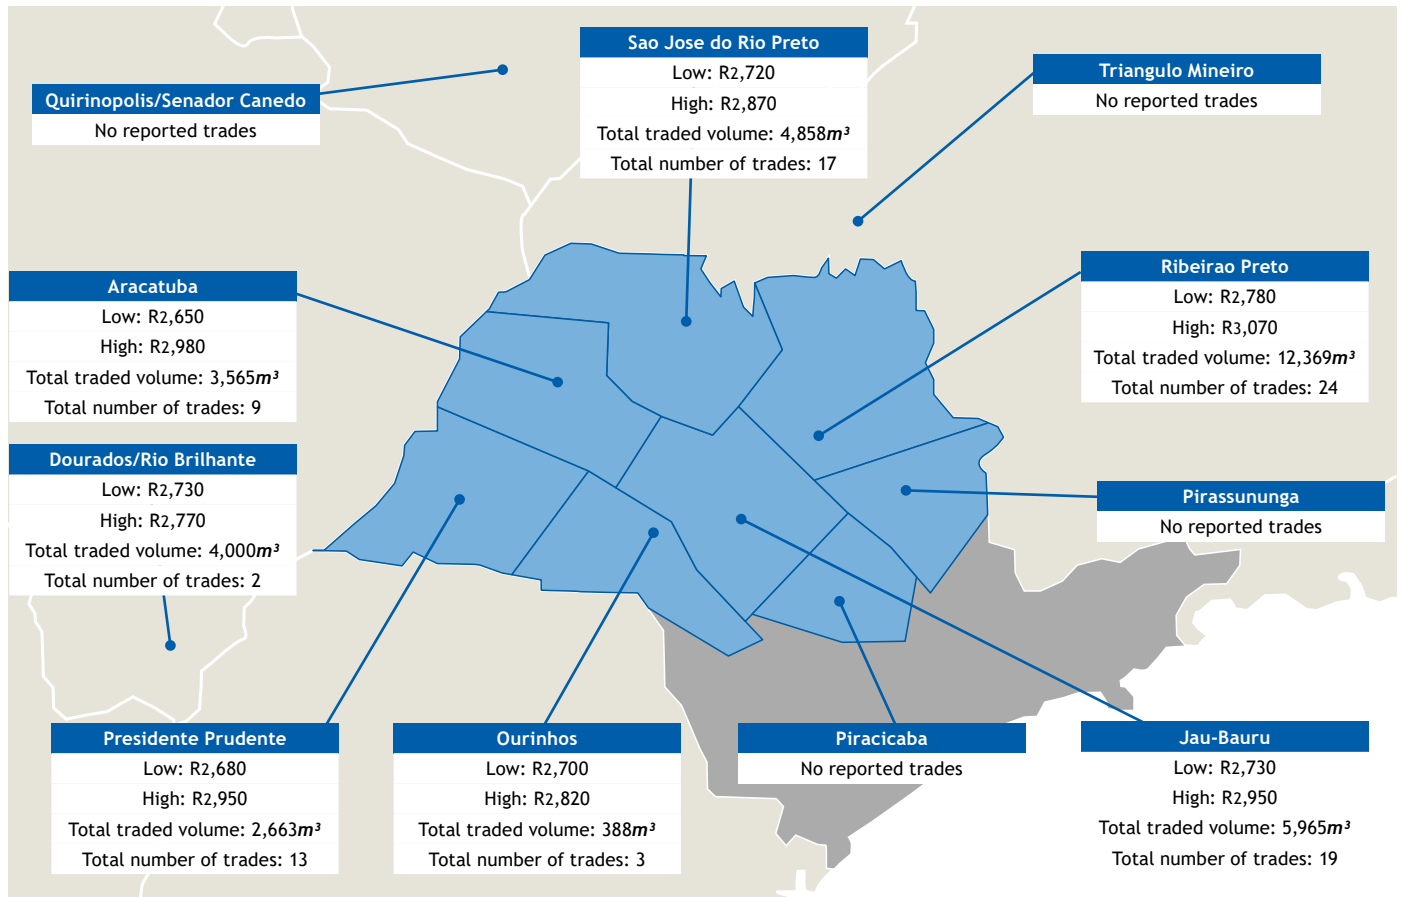 Sao Jose do Rio Preto
Low: R2,720
High: R2,870
Total traded volume: 4,858m³
Total number of trades: 17
Triangulo Mineiro
No reported trades
Quirinopolis/Senador Canedo
No reported trades
Ribeirao Preto
Low: R2,780
High: R3,070
Total traded volume: 12,369m³
Total number of trades: 24
Aracatuba
Low: R2,650
High: R2,980
Total traded volume: 3,565m³
Total number of trades: 9
Dourados/Rio Brilhante
Low: R2,730
High: R2,770
Total traded volume: 4,000m³
Total number of trades: 2
Pirassununga
No reported trades
Presidente Prudente
Low: R2,680
High: R2,950
Total traded volume: 2,663m³
Total number of trades: 13
Ourinhos
Low: R2,700
High: R2,820
Total traded volume: 388m³
Total number of trades: 3
Piracicaba
No reported trades
Jau-Bauru
Low: R2,730
High: R2,950
Total traded volume: 5,965m³
Total number of trades: 19